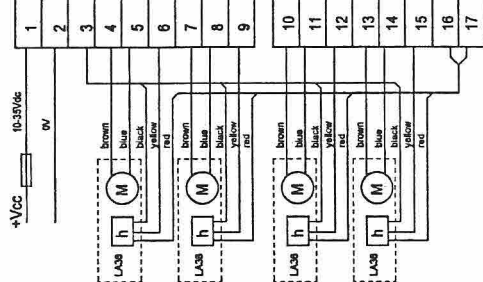 1 2 3 4 5 6 7 8 9 10 11 12 13 14 15 16 17
+Vcc 10-35Vdc
0V
brown
blue
black
yellow
red
brown
blue
black
yellow
red
brown
blue
black
yellow
red
brown
blue
black
yellow
red
M
M
M
M
h
h
h
h
LA36
LA36
LA36
LA36